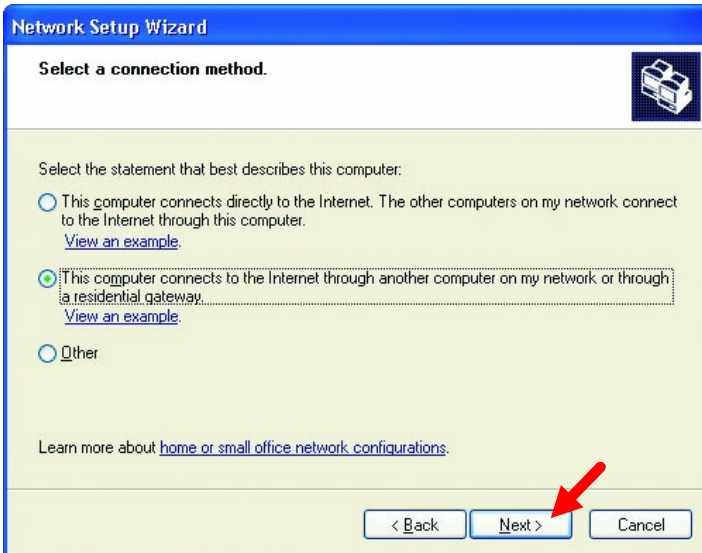 Network Setup Wizard
Select a connection method.
Select the statement that best describes this computer:
This computer connects directly to the Internet. The other computers on my network connect
to the Internet through this computer.
View an example.
This computer connects to the Internet through another computer on my network or through
a residential gateway.
View an example.
Other
Learn more about home or small office network configurations.
< Back Next > Cancel